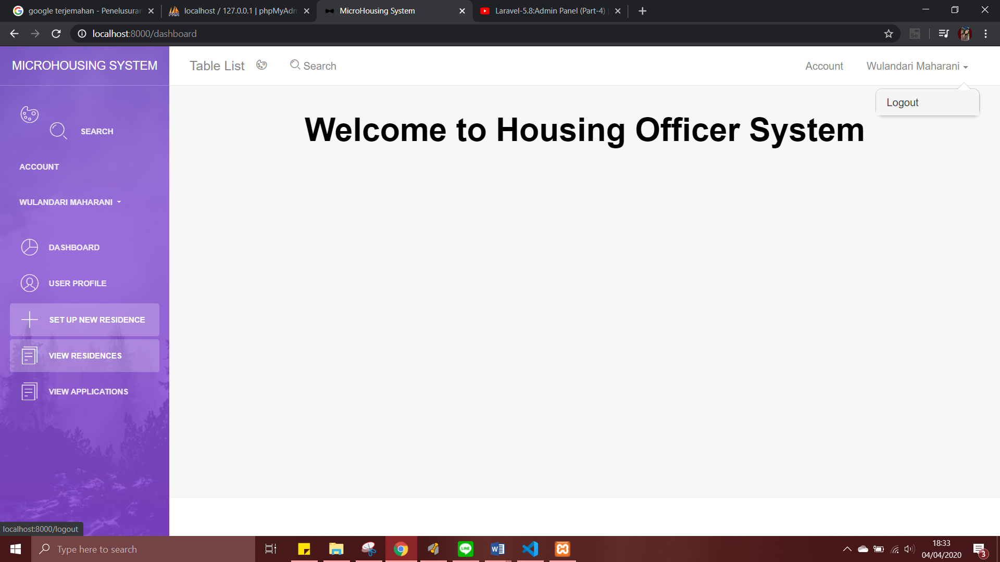 google terjemahan - Penelusuran
localhost / 127.0.0.1 | phpMyAdm
MicroHousing System
Laravel-5.8:Admin Panel (Part-4) |
localhost:8000/dashboard
MICROHOUSING SYSTEM
Table List
Search
Account
Wulandari Maharani
Logout
Welcome to Housing Officer System
SEARCH
ACCOUNT
WULANDARI MAHARANI
DASHBOARD
USER PROFILE
SET UP NEW RESIDENCE
VIEW RESIDENCES
VIEW APPLICATIONS
localhost:8000/logout
Type here to search
LINE
18:33
04/04/2020
3